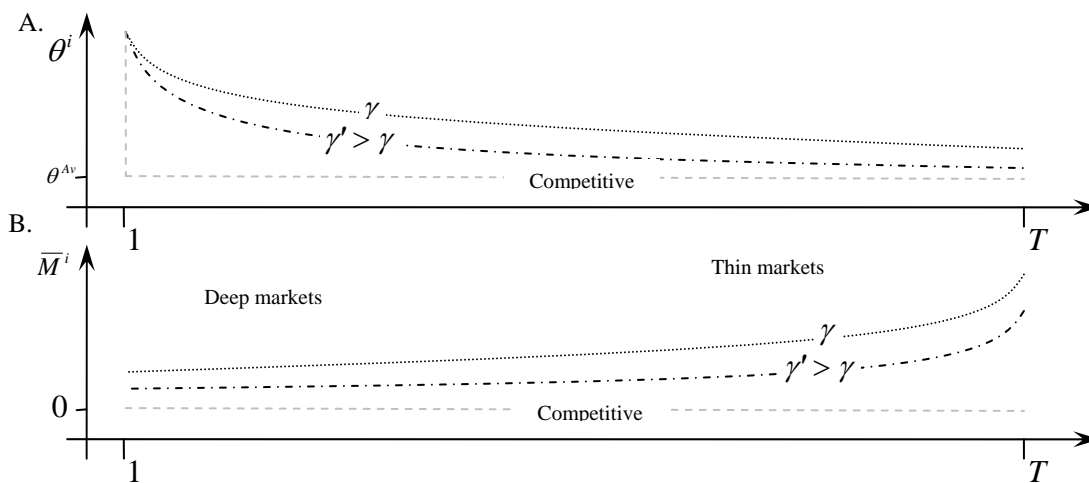 A.
θ^i
γ
γ' > γ
θ^{Av}
Competitive
1 T
B.
M̅^i
Thin markets
Deep markets
γ
γ' > γ
0
Competitive
1 T